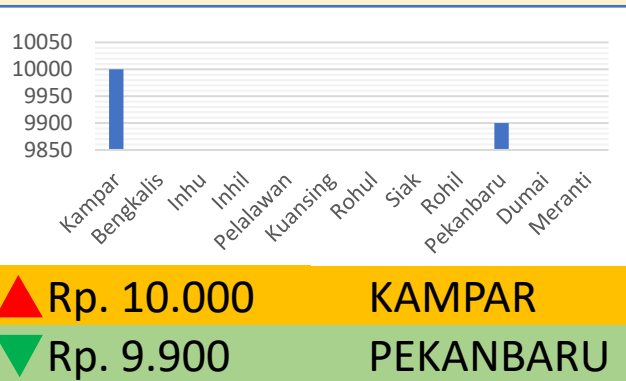 10050
10000
9950
9900
9850
Kampar
Bengkalis
Inhu
Inhil
Pelalawan
Kuansing
Rohul
Siak
Rohil
Pekanbaru
Dumai
Meranti
Rp. 10.000 KAMPAR
Rp. 9.900 PEKANBARU